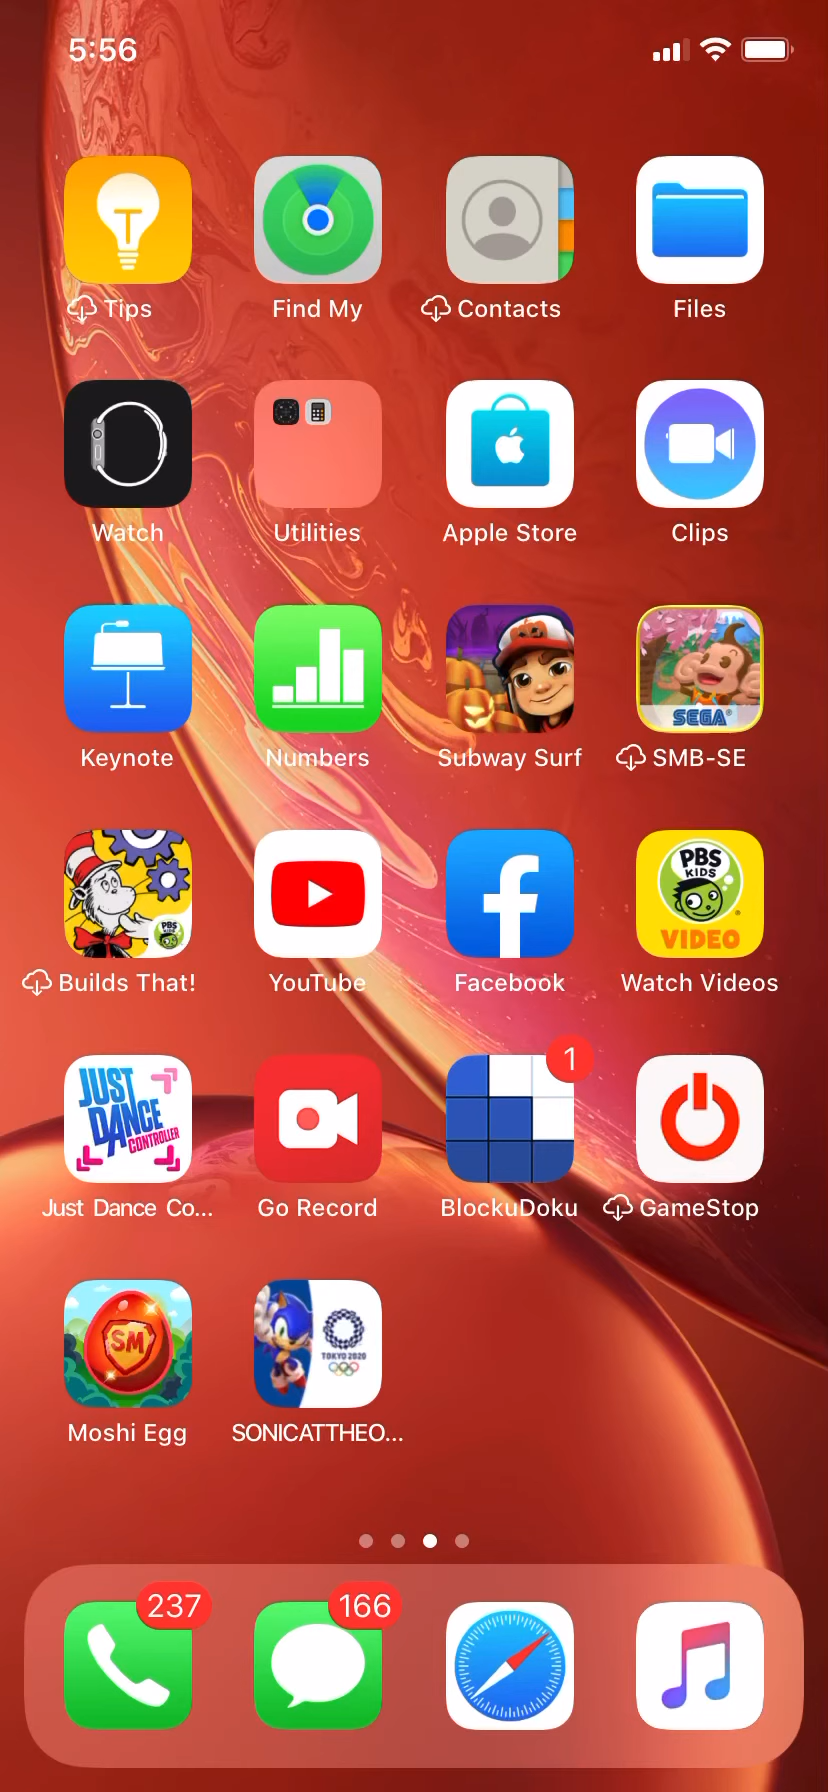 5:56
Tips
Find My
Contacts
Files
Watch
Utilities
Apple Store
Clips
SEGA®
Keynote
Numbers
Subway Surf
SMB-SE
PBS
KIDS
VIDEO
Builds That!
YouTube
Facebook
Watch Videos
JUST
DANCE
CONTROLLER
1
Just Dance Co...
Go Record
BlockuDoku
GameStop
SM
TOKYO 2020
Moshi Egg
SONICATTHEO...
237
166